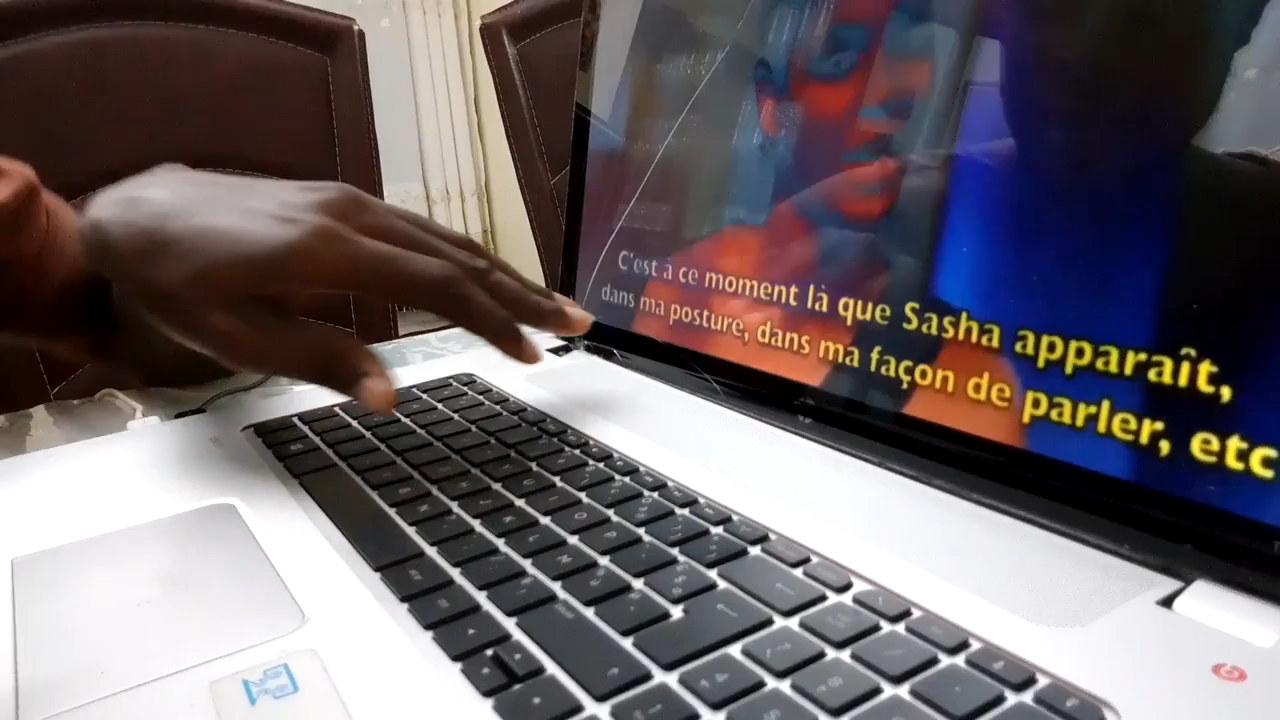 C'est à ce moment là que Sasha apparaît,
dans ma posture, dans ma façon de parler, etc